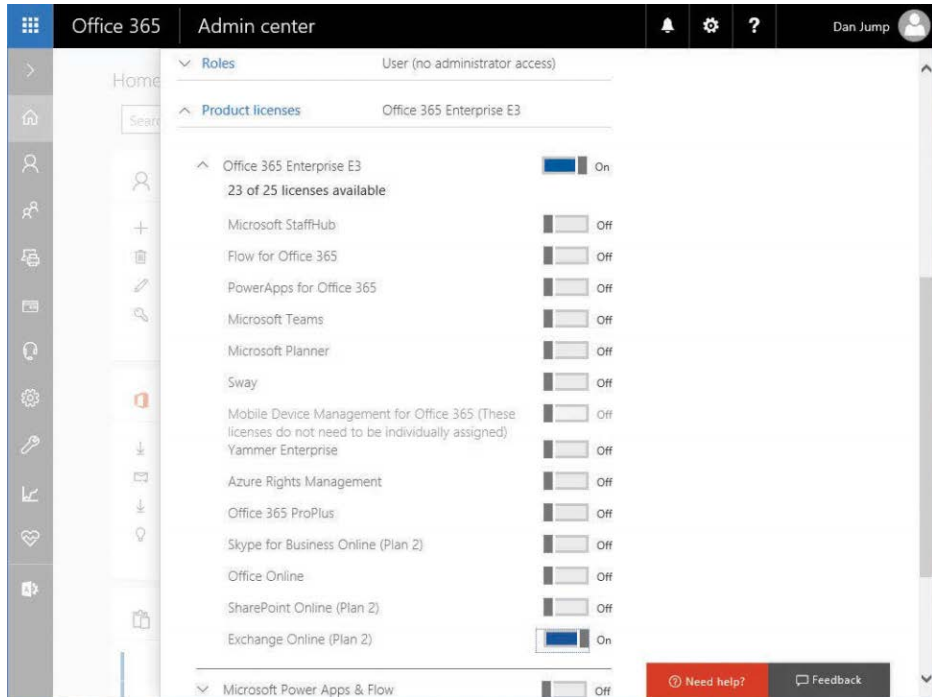 Office 365 Admin center ? Dan Jump
Home
Sear
Roles User (no administrator access)
Product licenses Office 365 Enterprise E3
Office 365 Enterprise E3 On
23 of 25 licenses available
Microsoft StaffHub Off
Flow for Office 365 Off
PowerApps for Office 365 Off
Microsoft Teams Off
Microsoft Planner Off
Sway Off
Mobile Device Management for Office 365 (These Off
licenses do not need to be individually assigned)
Yammer Enterprise Off
Azure Rights Management Off
Office 365 ProPlus Off
Skype for Business Online (Plan 2) Off
Office Online Off
SharePoint Online (Plan 2) Off
Exchange Online (Plan 2) On
Microsoft Power Apps & Flow Off
? Need help? Feedback